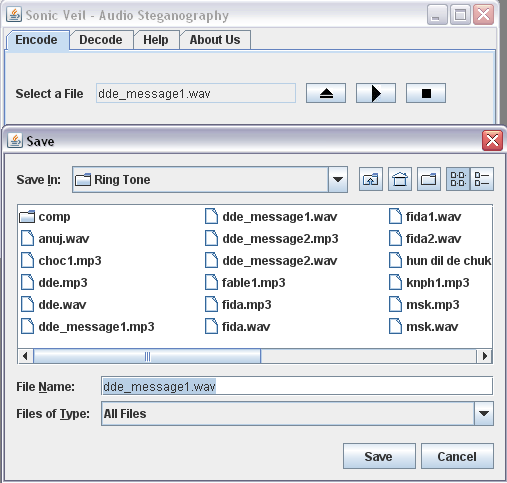 Sonic Veil - Audio Steganography
Encode Decode Help About Us
Select a File dde_message1.wav
Save
Save In: Ring Tone
comp dde_message1.wav fida1.wav
anuj.wav dde_message2.mp3 fida2.wav
choc1.mp3 dde_message2.wav hun dil de chuk
dde.mp3 fable1.mp3 knph1.mp3
dde.wav fida.mp3 msk.mp3
dde_message1.mp3 fida.wav msk.wav
File Name: dde_message1.wav
Files of Type: All Files
Save Cancel